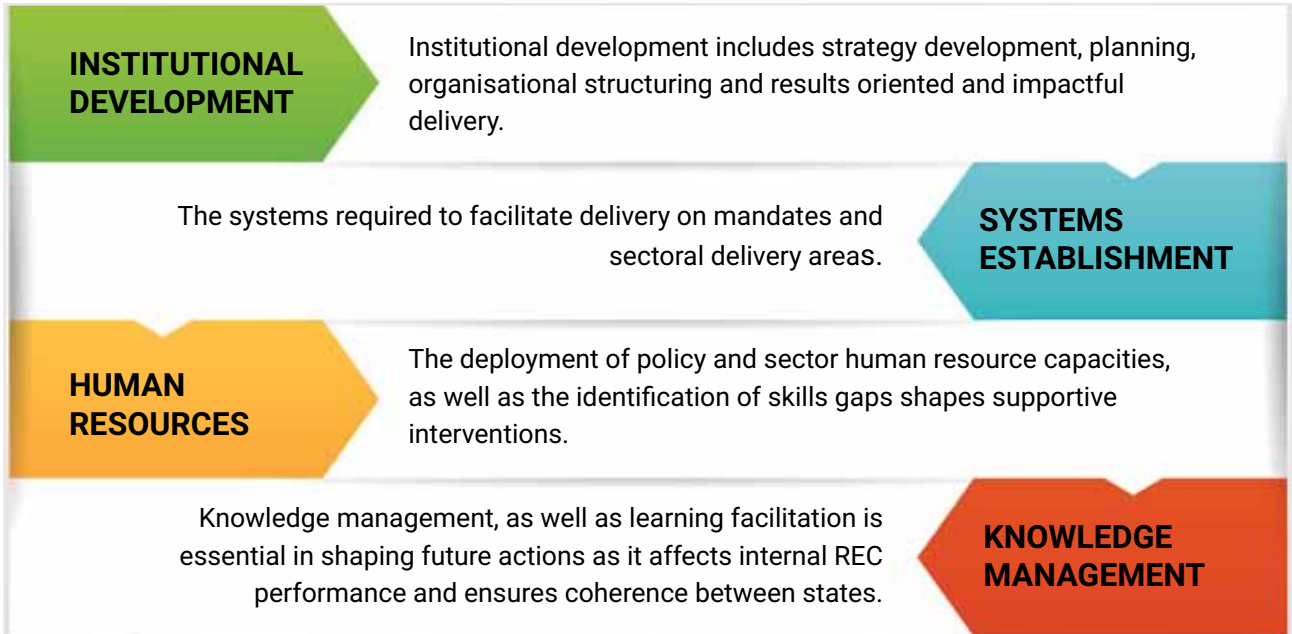 INSTITUTIONAL
DEVELOPMENT
Institutional development includes strategy development, planning,
organisational structuring and results oriented and impactful
delivery.
The systems required to facilitate delivery on mandates and
sectoral delivery areas.
SYSTEMS
ESTABLISHMENT
HUMAN
RESOURCES
The deployment of policy and sector human resource capacities,
as well as the identification of skills gaps shapes supportive
interventions.
Knowledge management, as well as learning facilitation is
essential in shaping future actions as it affects internal REC
performance and ensures coherence between states.
KNOWLEDGE
MANAGEMENT